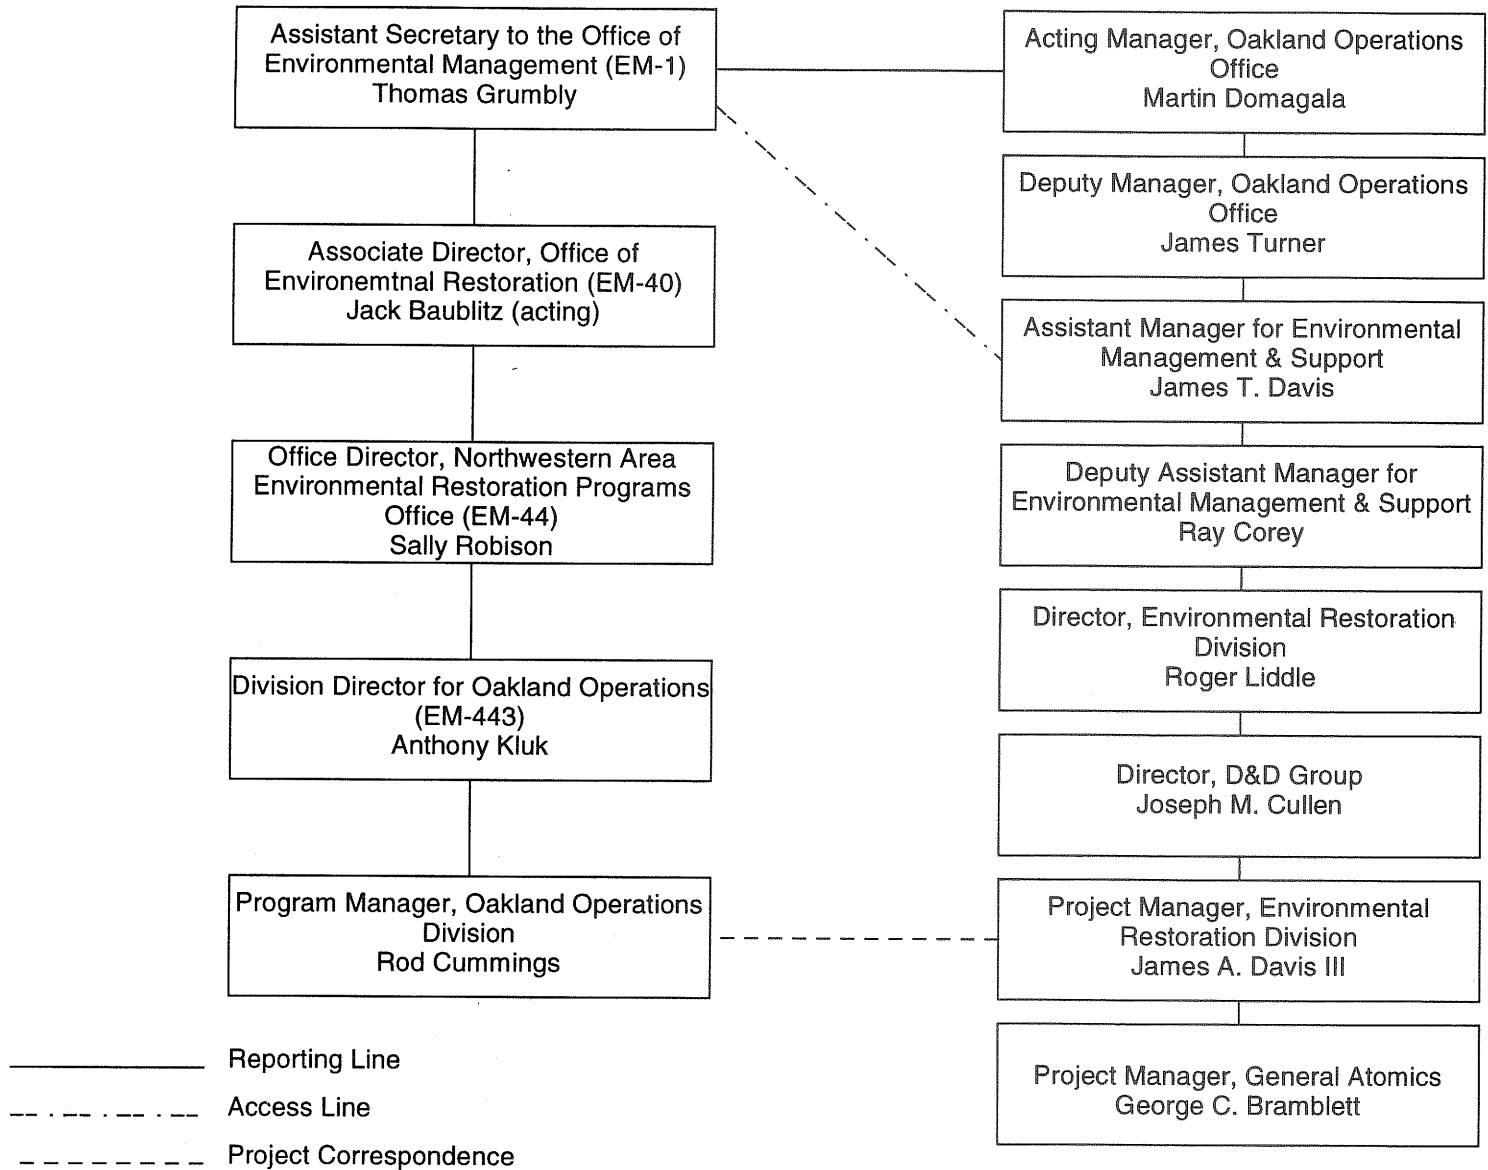 Assistant Secretary to the Office of
Environmental Management (EM-1)
Thomas Grumbly
Associate Director, Office of
Environemtnal Restoration (EM-40)
Jack Baublitz (acting)
Office Director, Northwestern Area
Environmental Restoration Programs
Office (EM-44)
Sally Robison
Division Director for Oakland Operations
(EM-443)
Anthony Kluk
Program Manager, Oakland Operations
Division
Rod Cummings
Acting Manager, Oakland Operations
Office
Martin Domagala
Deputy Manager, Oakland Operations
Office
James Turner
Assistant Manager for Environmental
Management & Support
James T. Davis
Deputy Assistant Manager for
Environmental Management & Support
Ray Corey
Director, Environmental Restoration
Division
Roger Liddle
Director, D&D Group
Joseph M. Cullen
Project Manager, Environmental
Restoration Division
James A. Davis III
Project Manager, General Atomics
George C. Bramblett
Reporting Line
Access Line
Project Correspondence